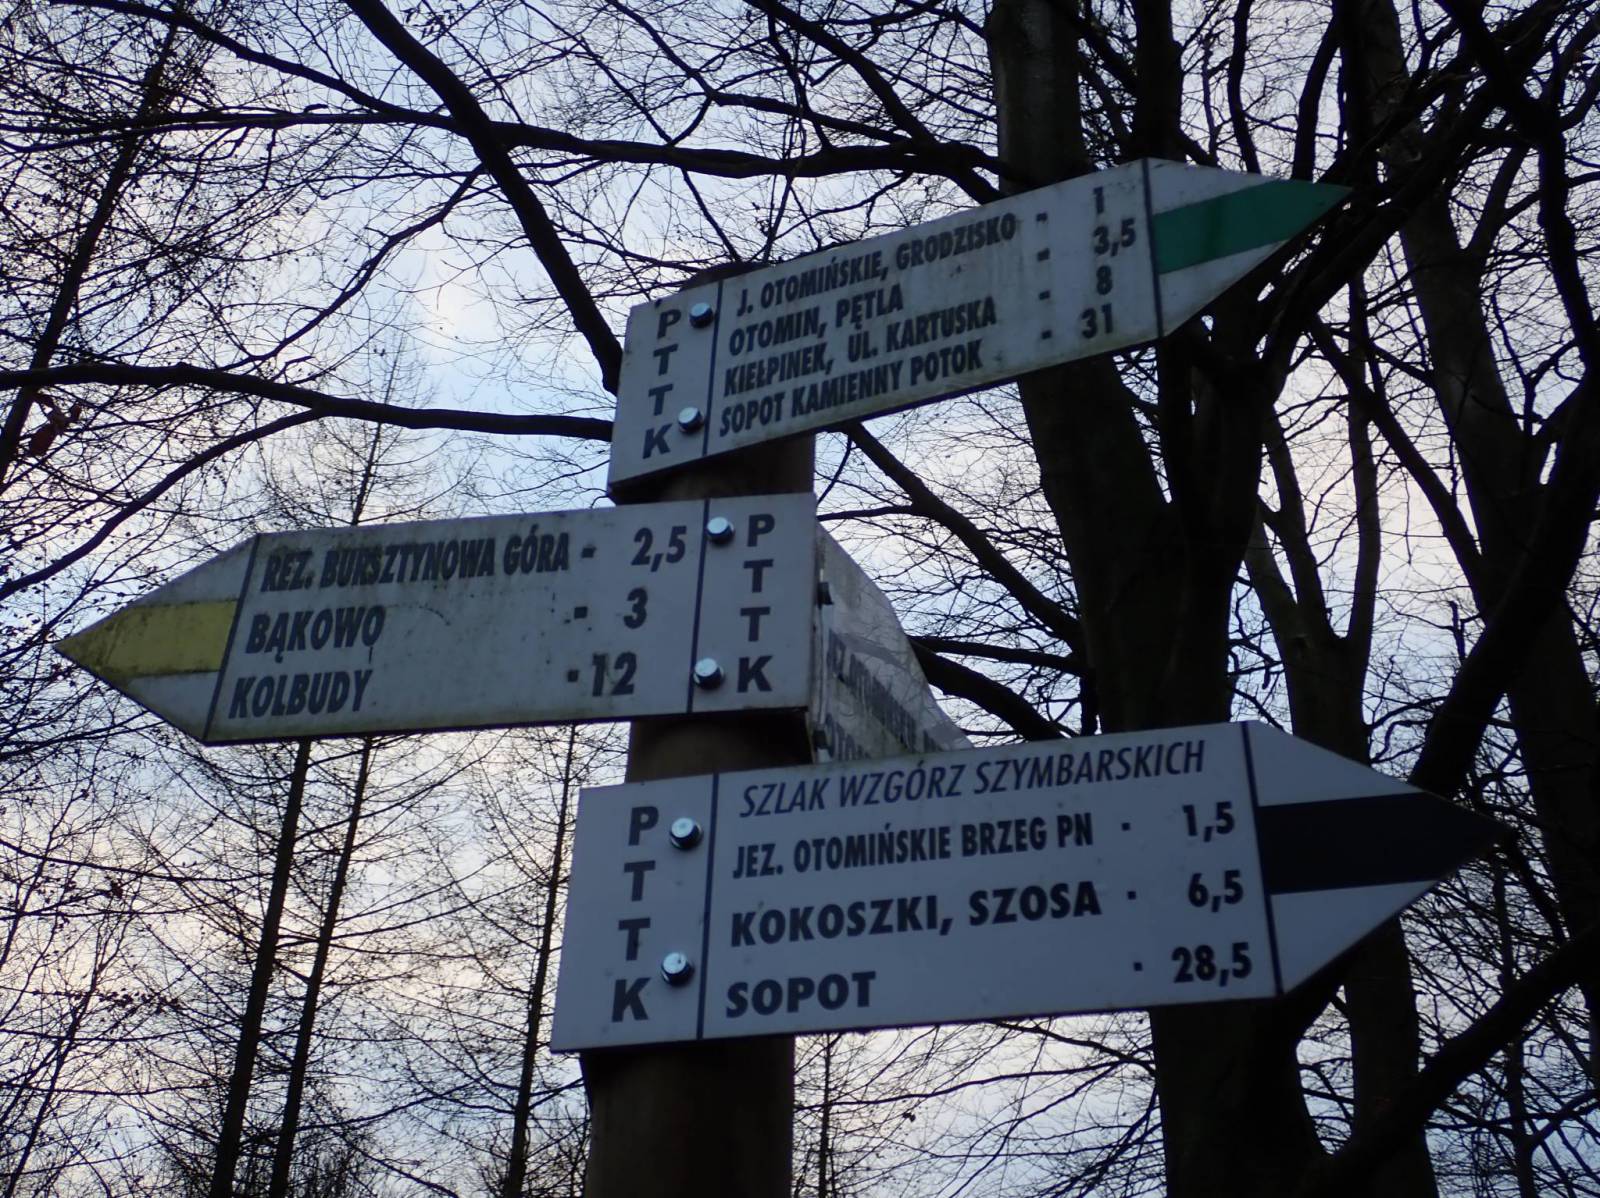 PTTK
J. OTOMIŃSKIE, GRODZISKO - 1
OTOMIN, PĘTLA - 3,5
KIEŁPINEK, UL. KARTUSKA - 8
SOPOT KAMIENNY POTOK - 31
REZ. BURSZTYNOWA GÓRA - 2,5
BĄKOWO - 3
KOLBUDY - 12
PTTK
PTTK
SZLAK WZGÓRZ SZYMBARSKICH
JEZ. OTOMIŃSKIE BRZEG PN - 1,5
KOKOSZKI, SZOSA - 6,5
SOPOT - 28,5